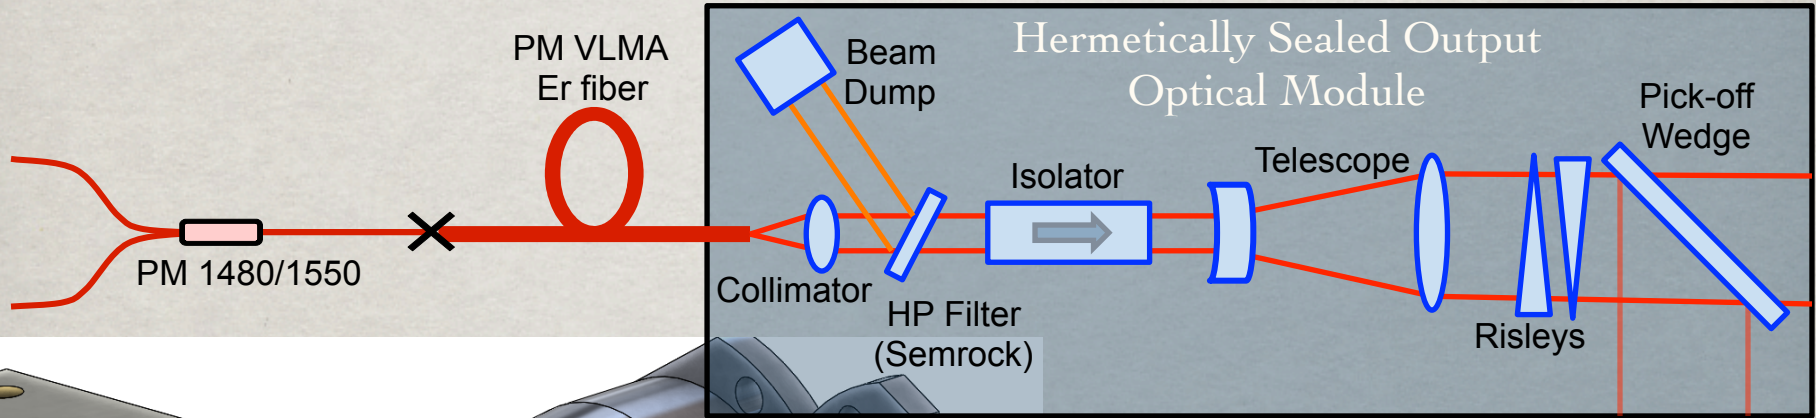 PM VLMA
Er fiber
PM 1480/1550
Hermetically Sealed Output
Optical Module
Beam
Dump
Collimator
HP Filter
(Semrock)
Isolator
Telescope
Risleys
Pick-off
Wedge